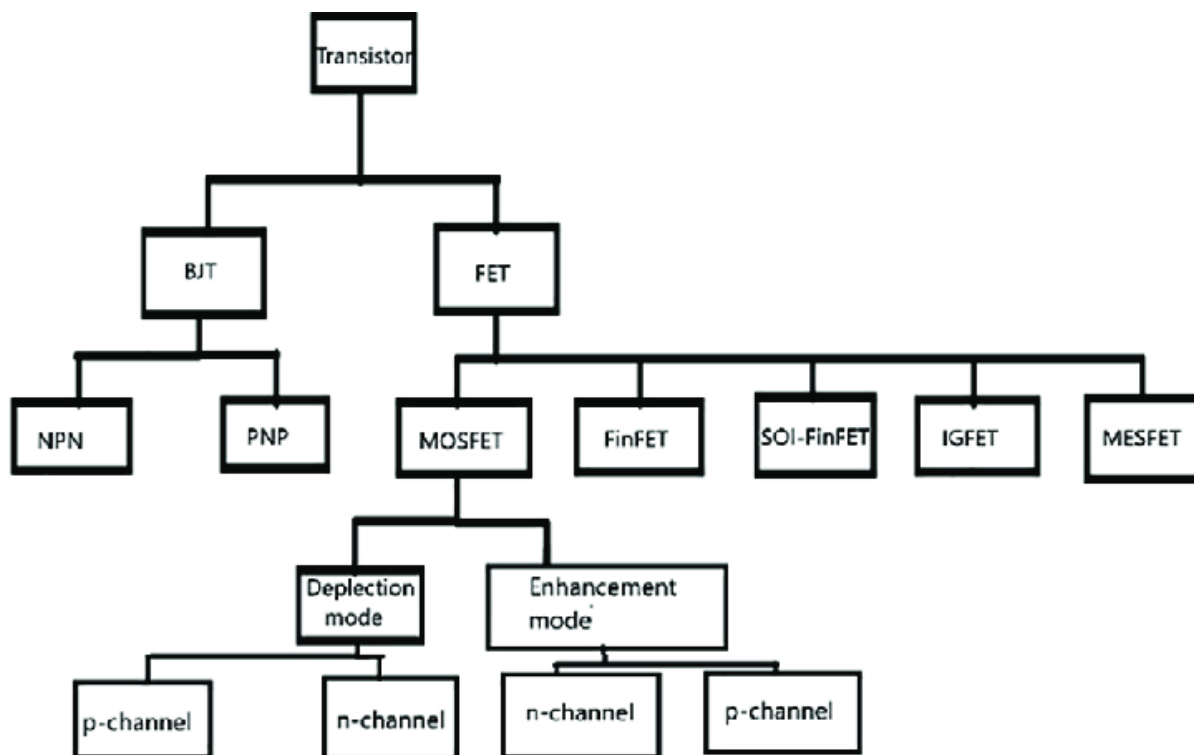 Transistor
BJT
FET
NPN
PNP
MOSFET
FinFET
SOI-FinFET
IGFET
MESFET
Deplection
mode
Enhancement
mode
p-channel
n-channel
n-channel
p-channel